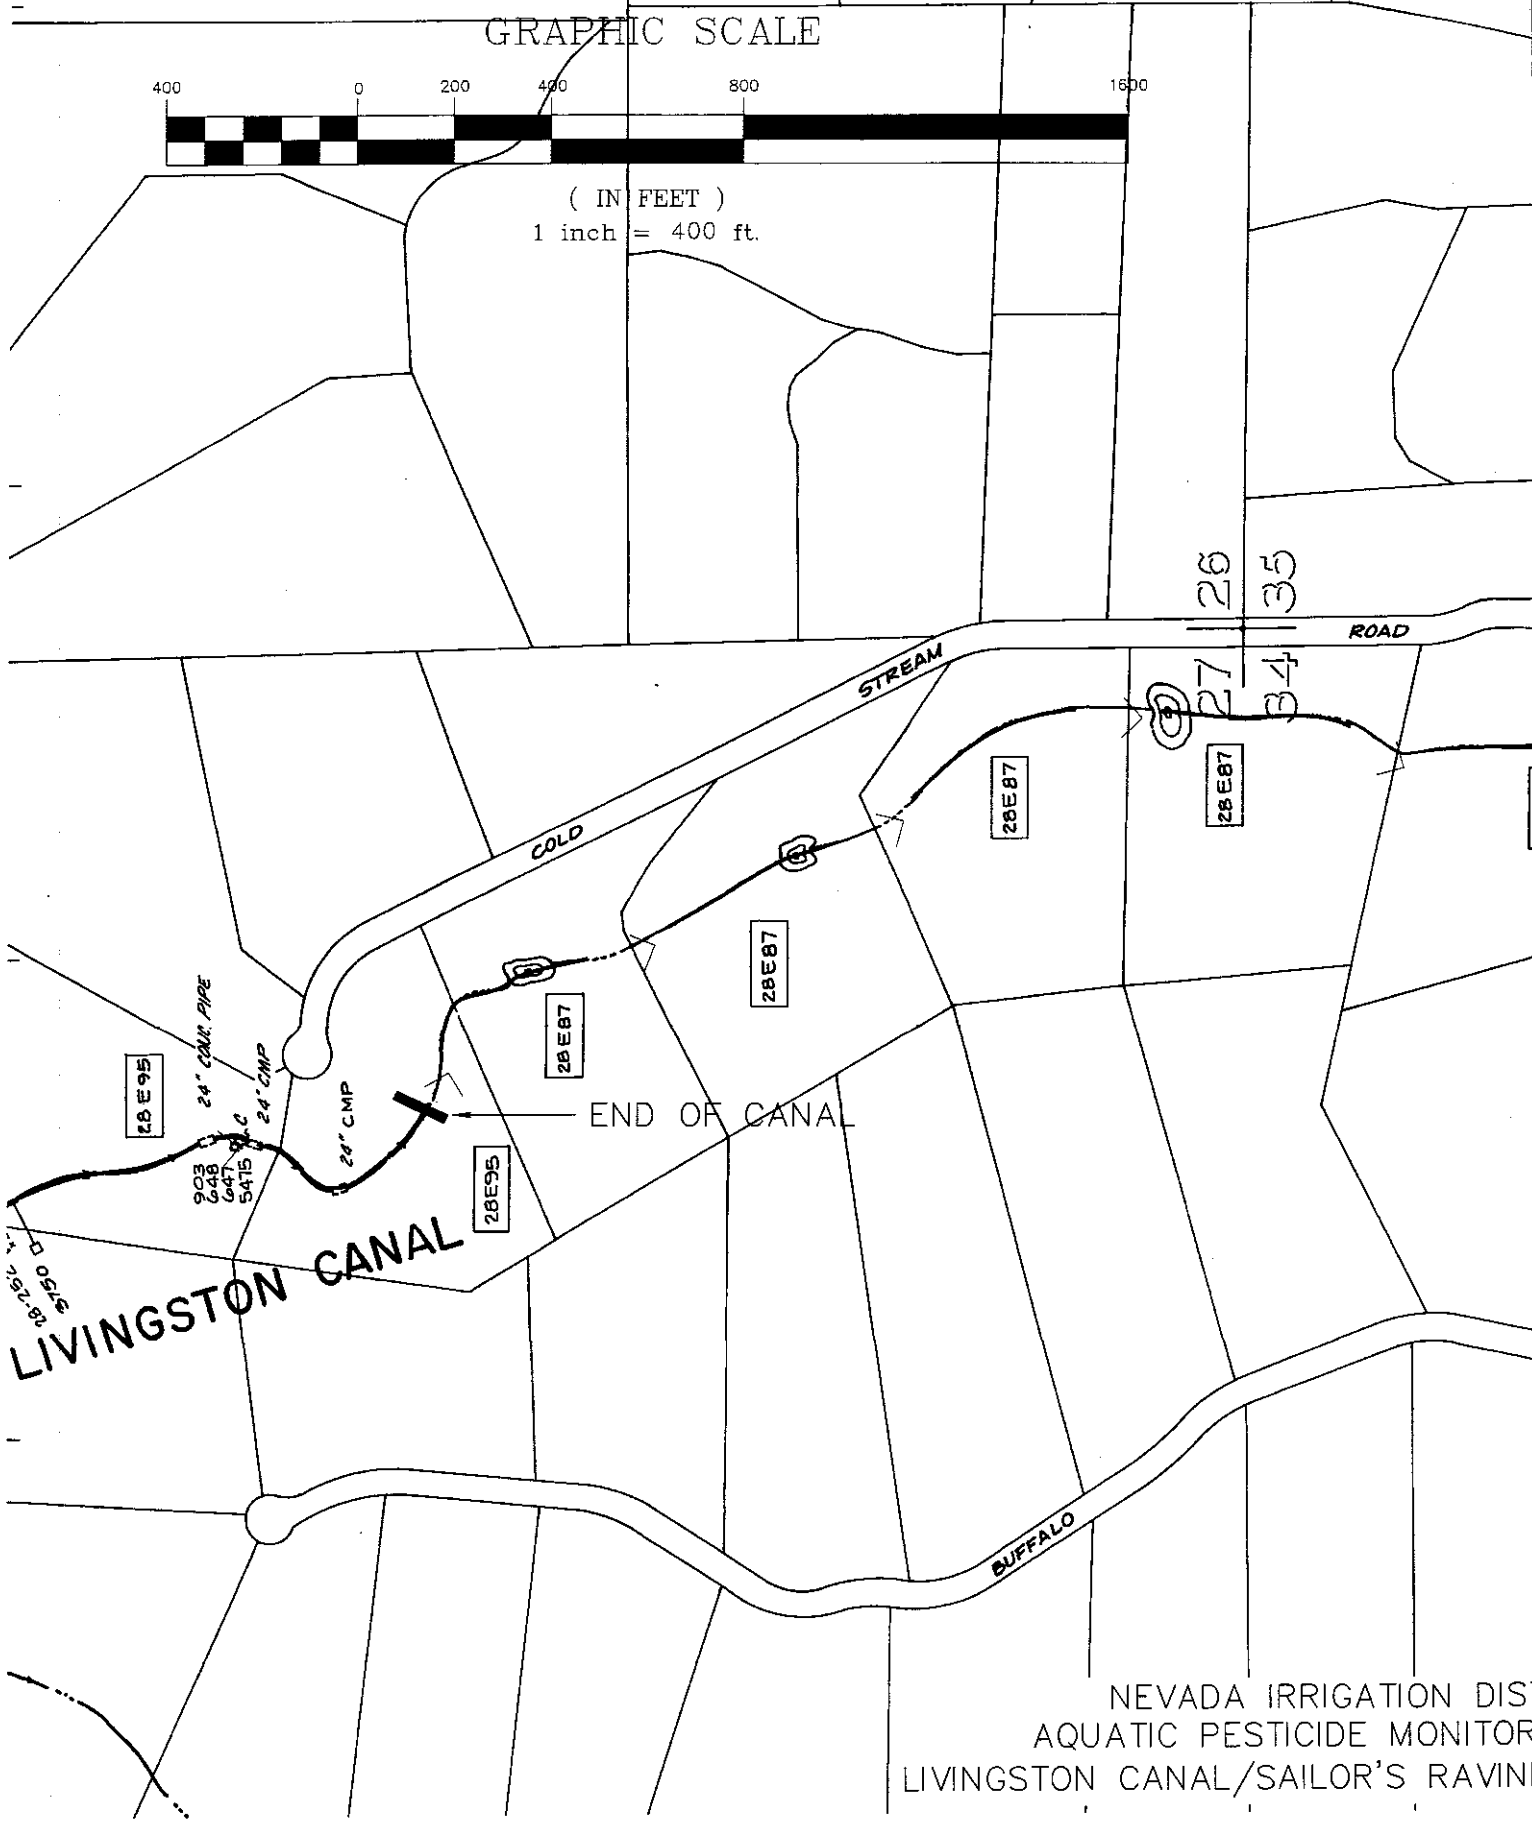 GRAPHIC SCALE
400 0 200 400 800 1600
( IN FEET )
1 inch = 400 ft.
26 35
27 34
ROAD
STREAM
COLD
28E87
28E87
28E87
28E87
28E95
24" CONC. PIPE
24" CMP
24" CMP
903
648
647
5475
END OF CANAL
28E95
5750
LIVINGSTON CANAL
BUFFALO
NEVADA IRRIGATION DIS
AQUATIC PESTICIDE MONITOR
LIVINGSTON CANAL/SAILOR'S RAVIN